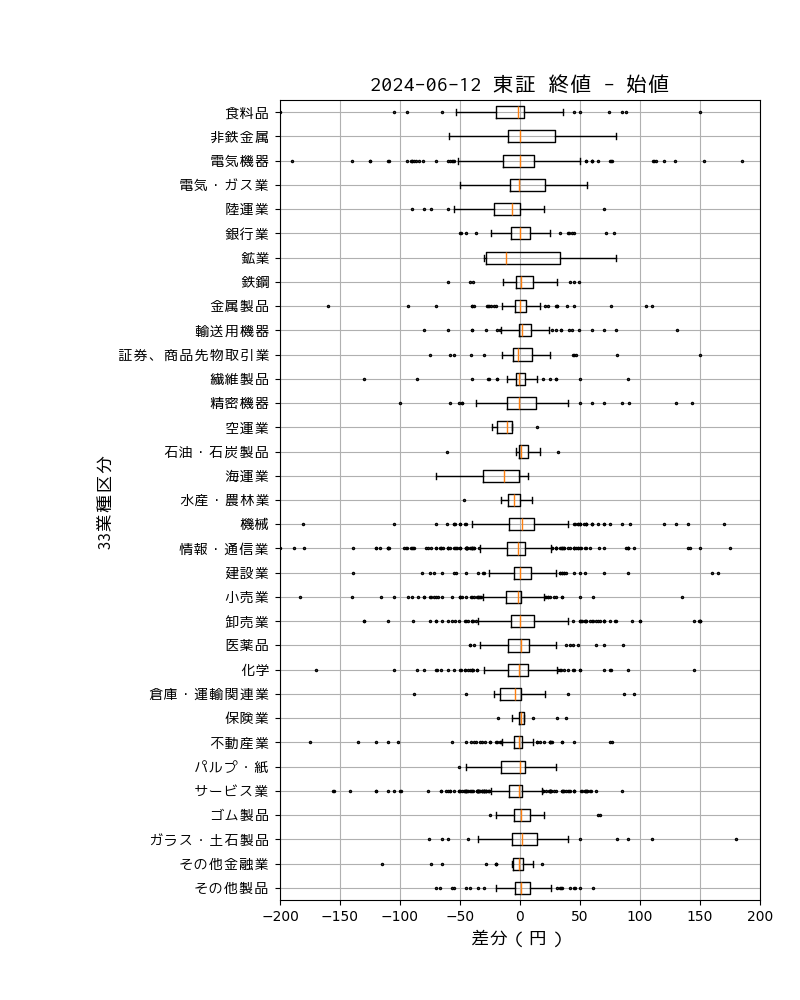 2024-06-12 東証 終値 - 始値
食料品
非鉄金属
電気機器
電気・ガス業
陸運業
銀行業
鉱業
鉄鋼
金属製品
輸送用機器
証券、商品先物取引業
繊維製品
精密機器
空運業
石油・石炭製品
海運業
水産・農林業
機械
情報・通信業
建設業
小売業
卸売業
医薬品
化学
倉庫・運輸関連業
保険業
不動産業
パルプ・紙
サービス業
ゴム製品
ガラス・土石製品
その他金融業
その他製品
33業種区分
−200 −150 −100 −50 0 50 100 150 200
差分 ( 円 )